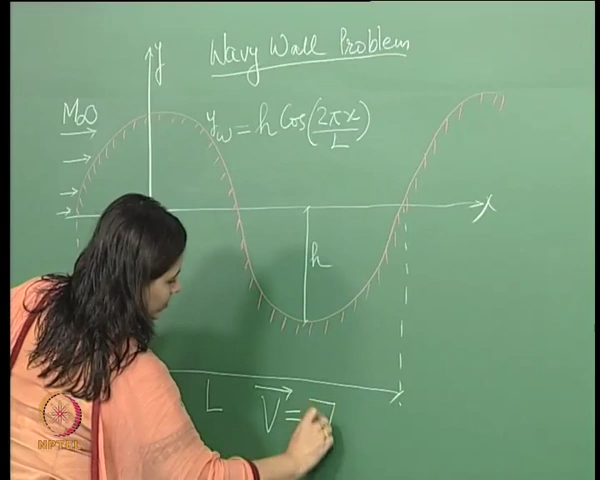 Wavy Wall Problem
y
M∞
y_w = h Cos(2πx/L)
x
h
L
V⃗ =
NPTEL